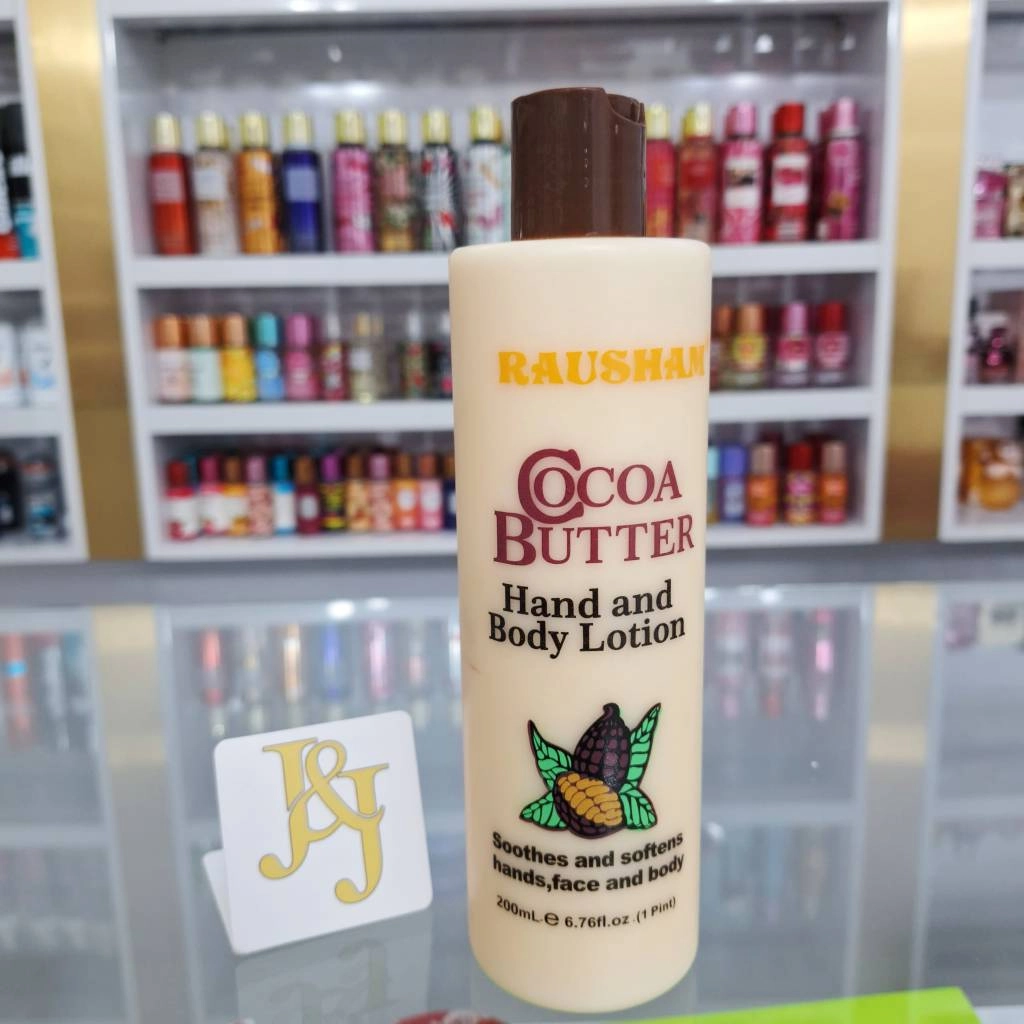 RAUSHAM
COCOA
BUTTER
Hand and
Body Lotion
Soothes and softens
hands,face and body
200mL e 6.76fl.oz.(1 Pint)
J&J